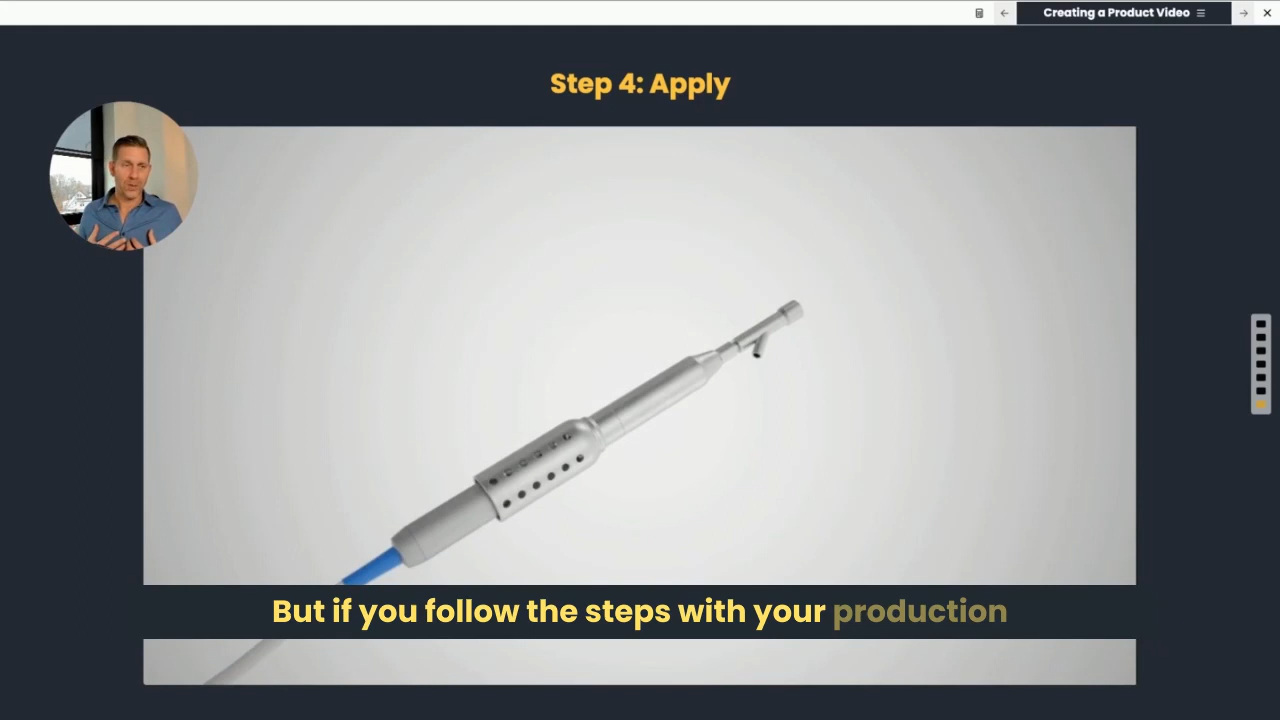 Creating a Product Video
Step 4: Apply
But if you follow the steps with your production